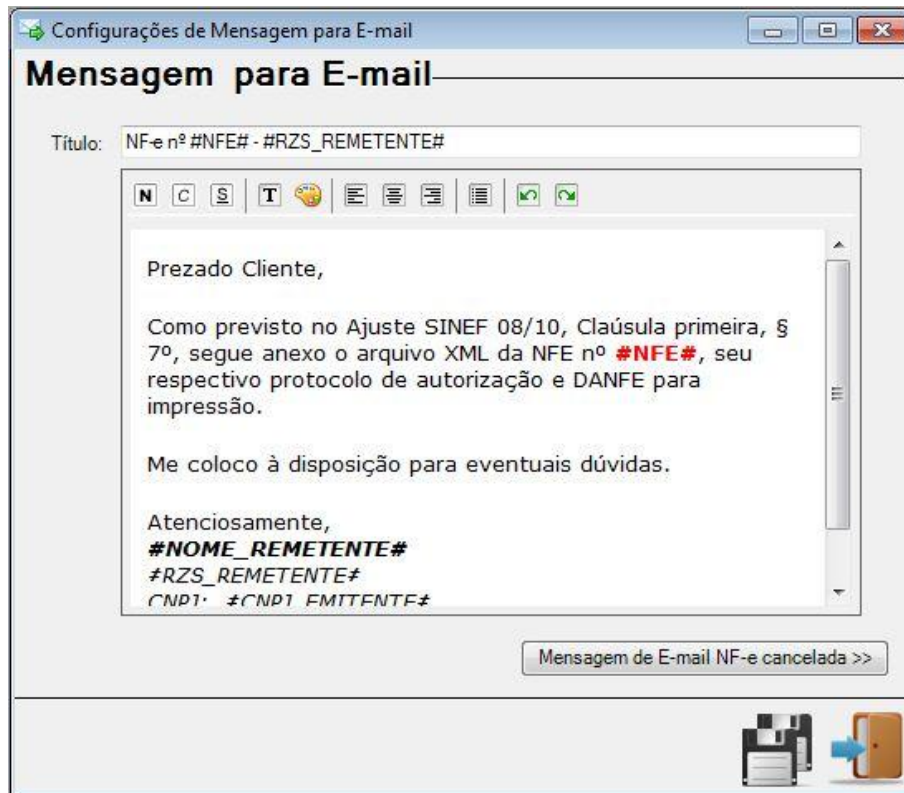 Configurações de Mensagem para E-mail
Mensagem para E-mail
Título: NF-e nº #NFE# - #RZS_REMETENTE#
N C S T
Prezado Cliente,
Como previsto no Ajuste SINEF 08/10, Claúsula primeira, §
7º, segue anexo o arquivo XML da NFE nº #NFE#, seu
respectivo protocolo de autorização e DANFE para
impressão.
Me coloco à disposição para eventuais dúvidas.
Atenciosamente,
#NOME_REMETENTE#
#RZS_REMETENTE#
CNPJ: #CNPJ_EMITENTE#
Mensagem de E-mail NF-e cancelada >>